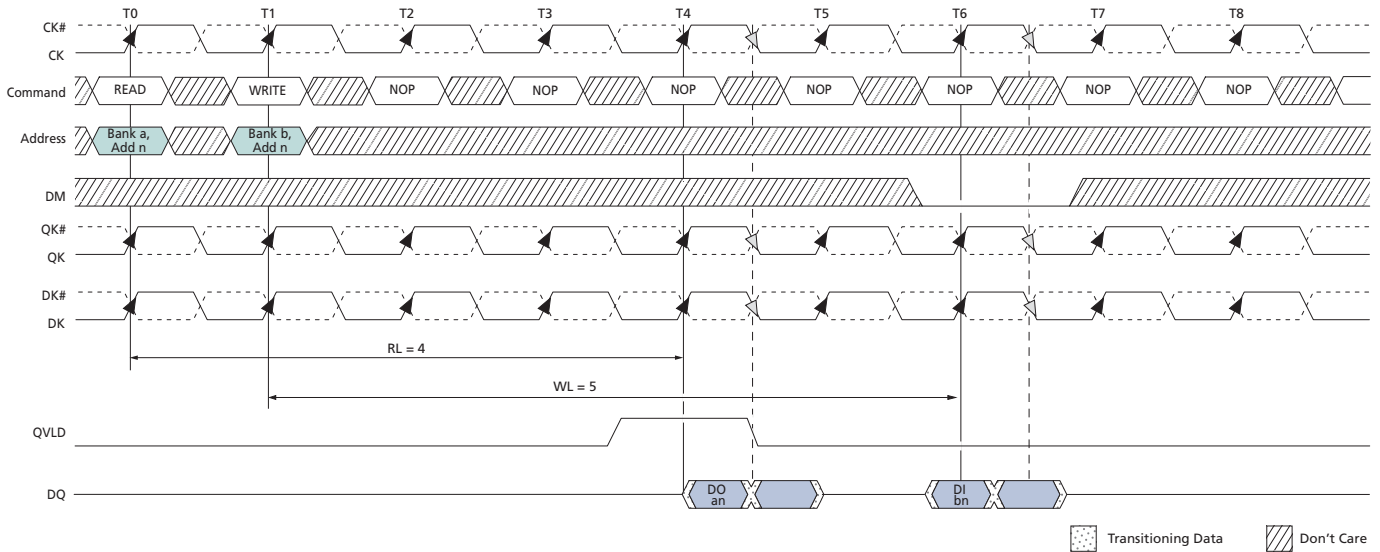 T0 T1 T2 T3 T4 T5 T6 T7 T8
CK#
CK
Command READ WRITE NOP NOP NOP NOP NOP NOP NOP
Address Bank a, Add n Bank b, Add n
DM
QK#
QK
DK#
DK
RL = 4
WL = 5
QVLD
DQ DO an DI bn
Transitioning Data Don't Care